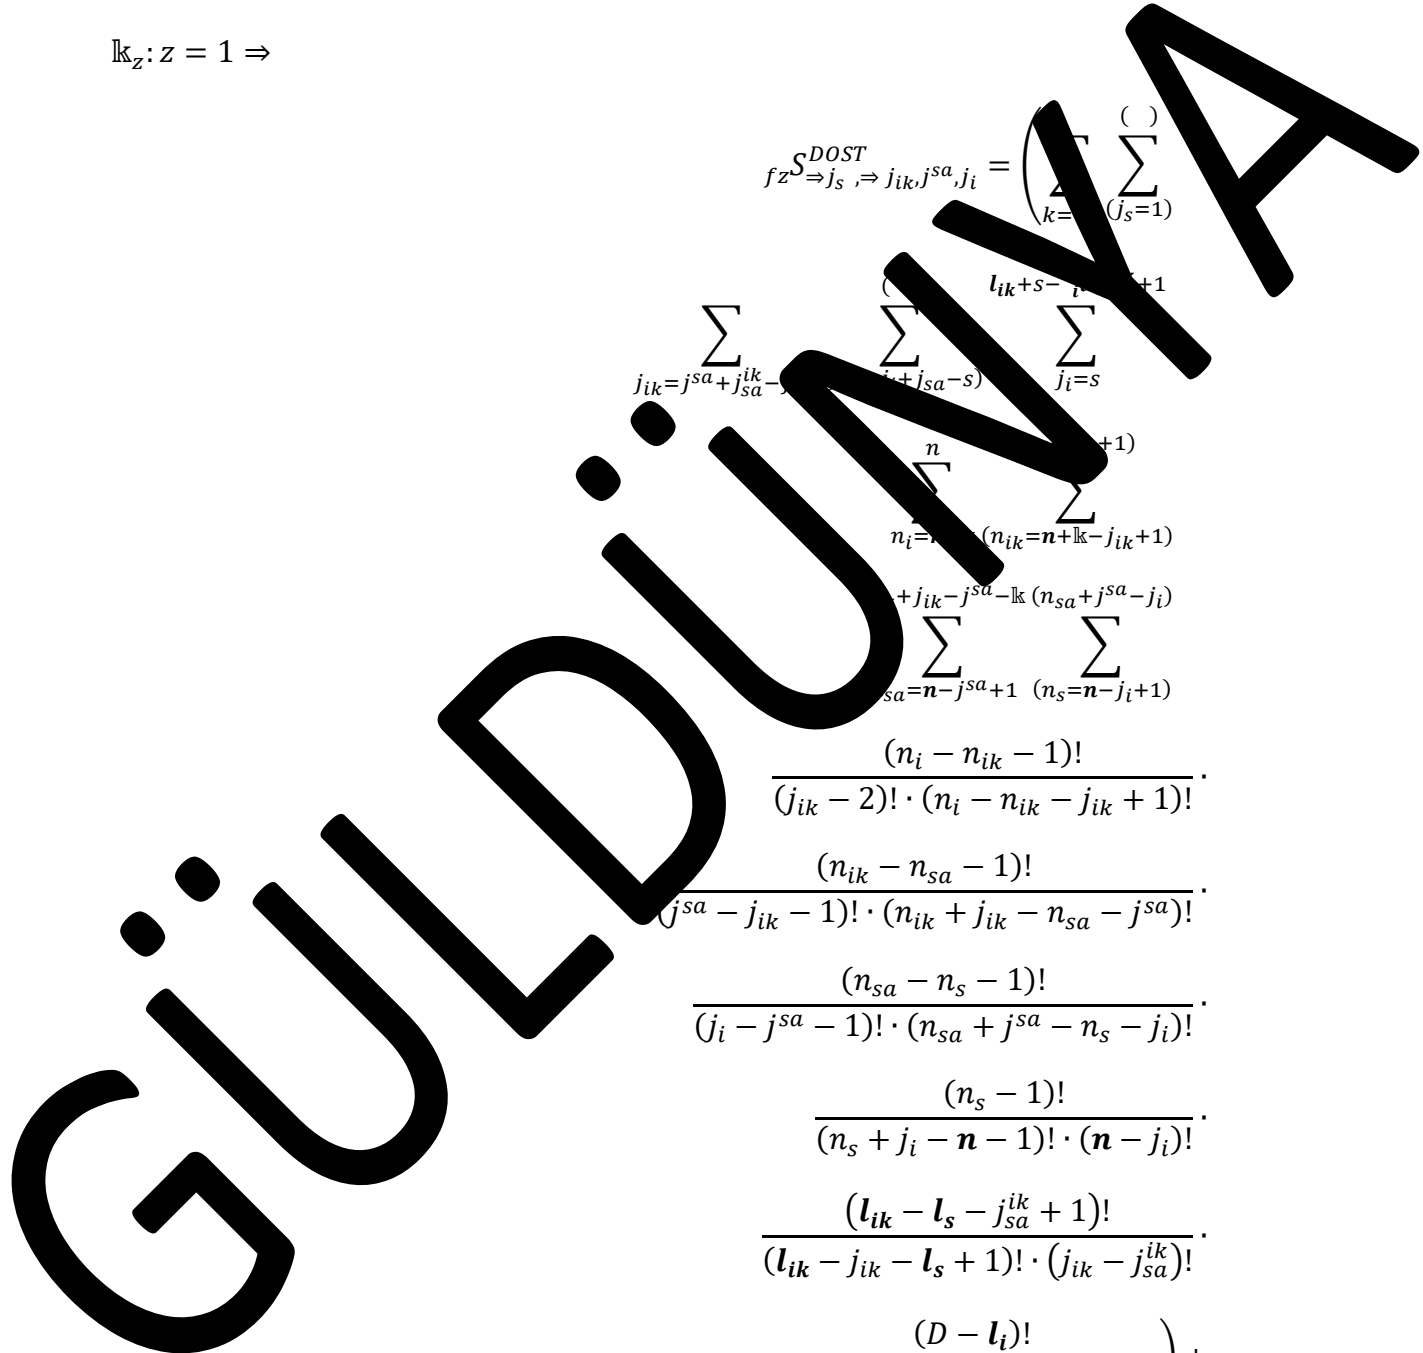 𝕜_z: z = 1 ⇒
_{fz}S^{DOST}_{⇒j_s ,⇒ j_{ik},j^{sa},j_i} = ( ∑_{k=} ∑^{( )}_{(j_s=1)}
∑_{j_{ik}=j^{sa}+j^{ik}_{sa}−} ∑^{(}_{+j_{sa}−s)} ∑^{l_{ik}+s− +1}_{j_i=s}
∑^{n}_{n_i=} ∑^{+1)}_{(n_{ik}=n+𝕜−j_{ik}+1)}
∑^{+j_{ik}−j^{sa}−𝕜}_{sa=n−j^{sa}+1} ∑^{(n_{sa}+j^{sa}−j_i)}_{(n_s=n−j_i+1)}
(n_i − n_{ik} − 1)!
(j_{ik} − 2)! · (n_i − n_{ik} − j_{ik} + 1)! ·
(n_{ik} − n_{sa} − 1)!
(j^{sa} − j_{ik} − 1)! · (n_{ik} + j_{ik} − n_{sa} − j^{sa})! ·
(n_{sa} − n_s − 1)!
(j_i − j^{sa} − 1)! · (n_{sa} + j^{sa} − n_s − j_i)! ·
(n_s − 1)!
(n_s + j_i − n − 1)! · (n − j_i)! ·
(l_{ik} − l_s − j^{ik}_{sa} + 1)!
(l_{ik} − j_{ik} − l_s + 1)! · (j_{ik} − j^{ik}_{sa})! ·
(D − l_i)!
GÜLDÜNYA